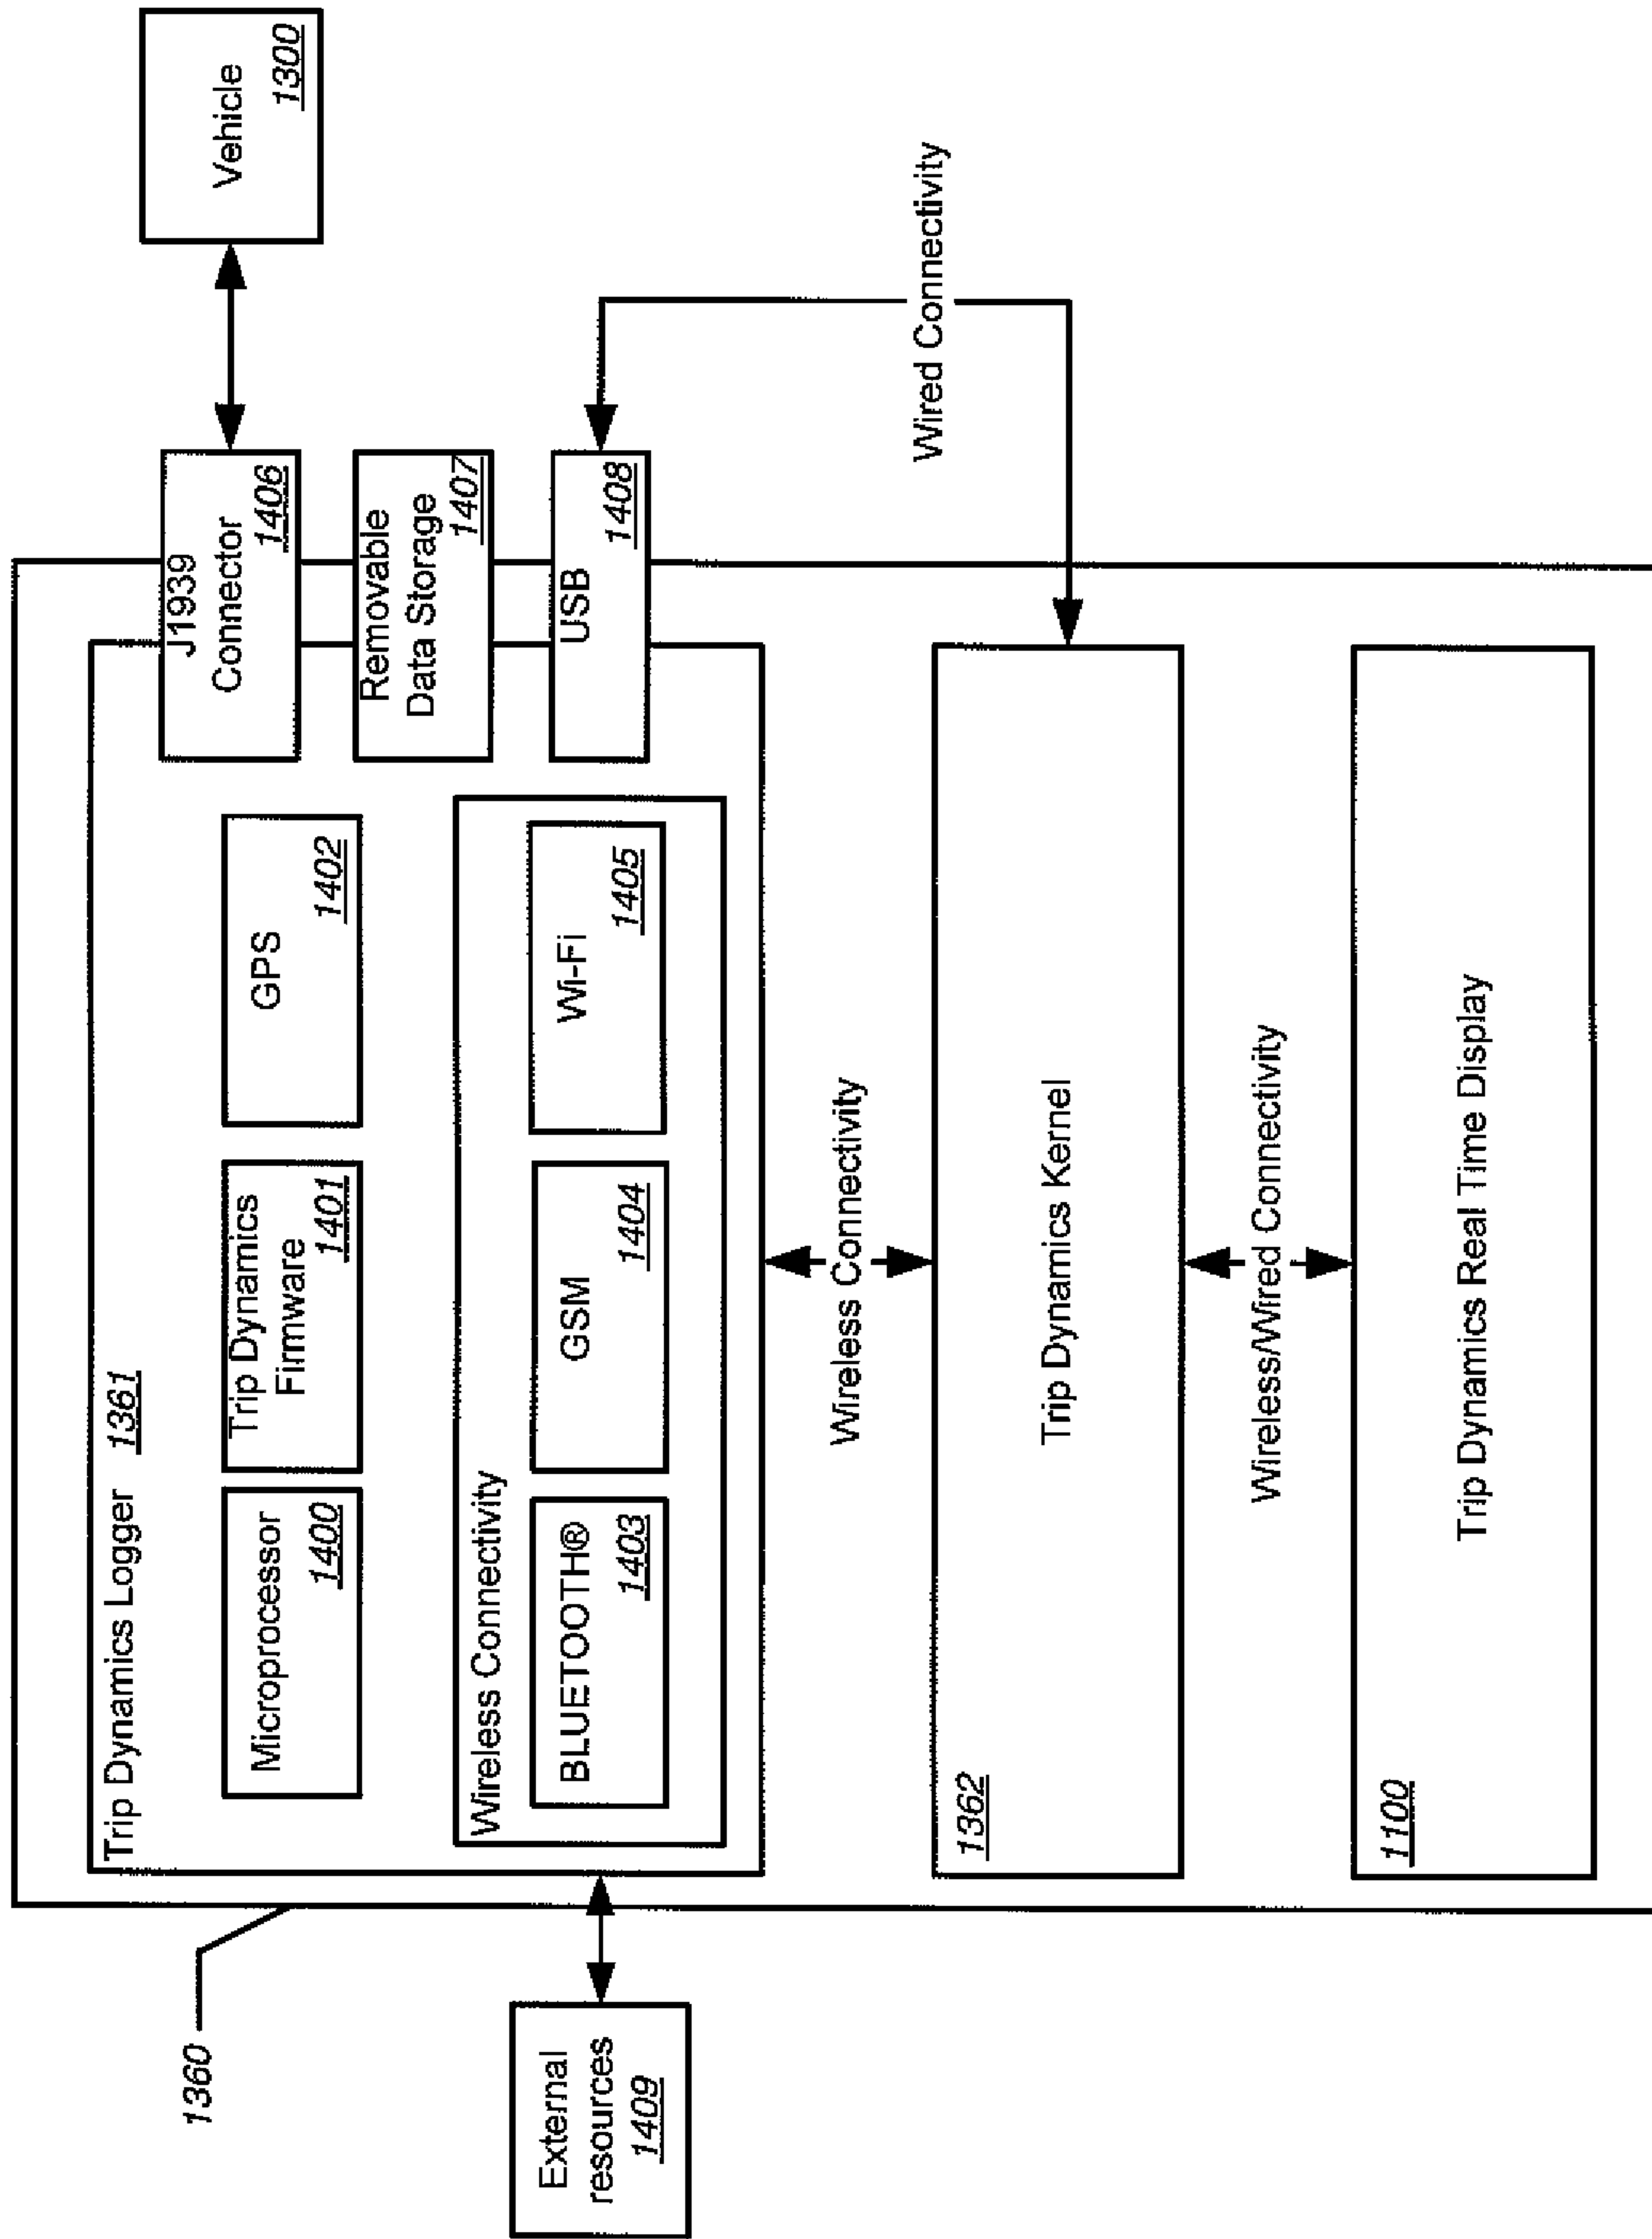 1360
Trip Dynamics Logger 1361
Microprocessor
1400
Trip Dynamics
Firmware
1401
GPS
1402
J1939
Connector
1406
Vehicle
1300
Removable
Data Storage
1407
Wireless Connectivity
BLUETOOTH®
1403
GSM
1404
Wi-Fi
1405
USB
1408
External
resources
1409
Wireless Connectivity
Wired Connectivity
1362
Trip Dynamics Kernel
Wireless/Wired Connectivity
1100
Trip Dynamics Real Time Display